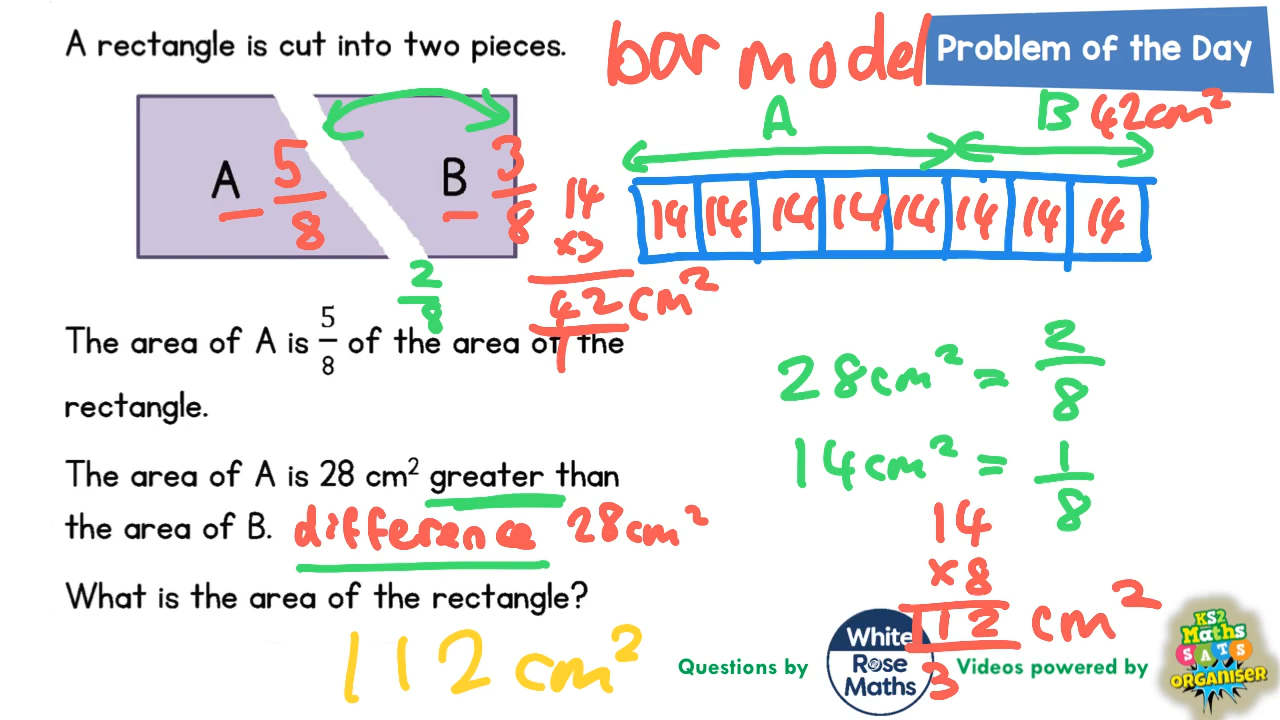 A rectangle is cut into two pieces.
bar model
Problem of the Day
A 5/8
B 3/8
2/8
14
×3
42 cm²
1
A
B 42cm²
14 14 14 14 14 14 14 14
The area of A is 5/8 of the area of the
rectangle.
28cm² = 2/8
14cm² = 1/8
The area of A is 28 cm² greater than
the area of B. difference 28cm²
14
×8
112 cm²
3
What is the area of the rectangle?
112 cm²
Questions by
White
Rose
Maths
Videos powered by
KS2
Maths
SATS
ORGANISER